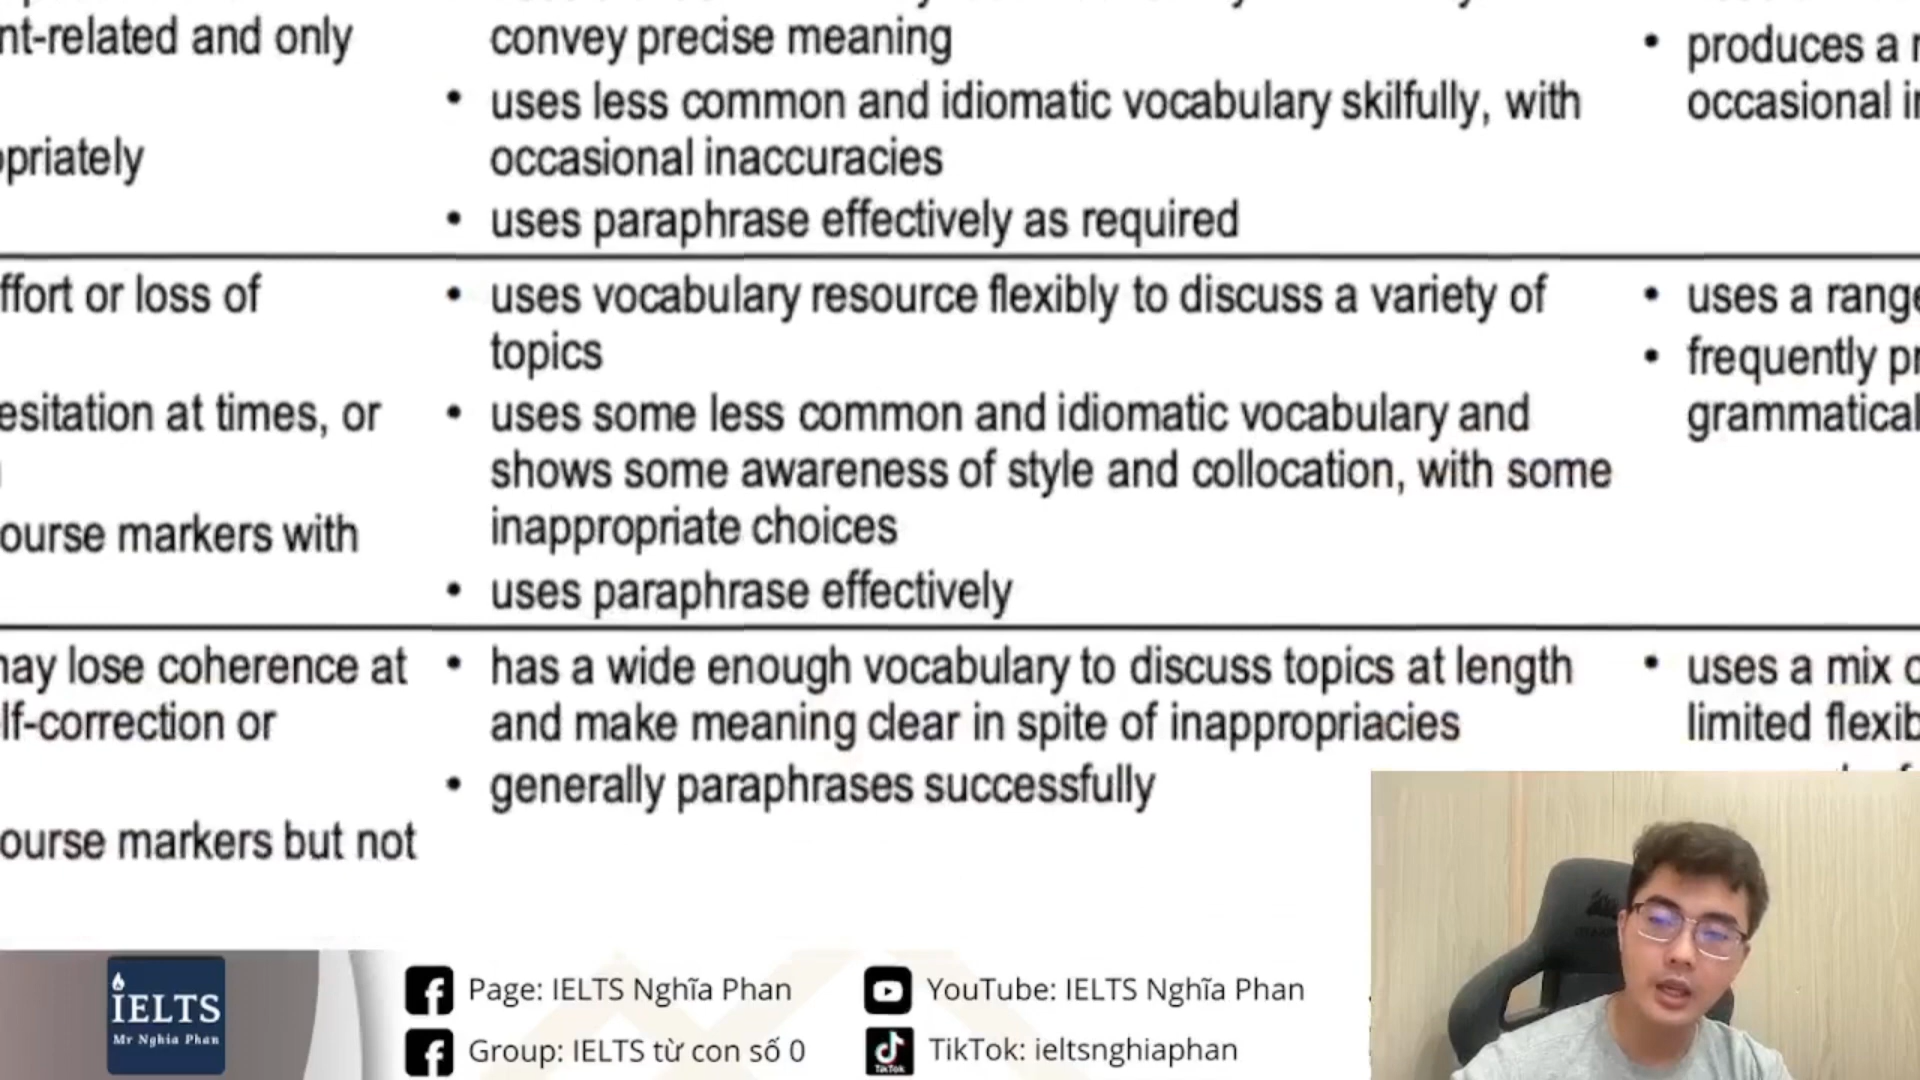 nt-related and only
opriately
convey precise meaning
• uses less common and idiomatic vocabulary skilfully, with
occasional inaccuracies
• uses paraphrase effectively as required
• produces a
occasional
ffort or loss of
esitation at times, or
ourse markers with
• uses vocabulary resource flexibly to discuss a variety of
topics
• uses some less common and idiomatic vocabulary and
shows some awareness of style and collocation, with some
inappropriate choices
• uses paraphrase effectively
• uses a range
• frequently pr
grammatical
may lose coherence at
lf-correction or
ourse markers but not
• has a wide enough vocabulary to discuss topics at length
and make meaning clear in spite of inappropriacies
• generally paraphrases successfully
• uses a mix
limited flexib
IELTS
Mr Nghia Phan
Page: IELTS Nghĩa Phan
Group: IELTS từ con số 0
YouTube: IELTS Nghĩa Phan
TikTok
TikTok: ieltsnghiaphan